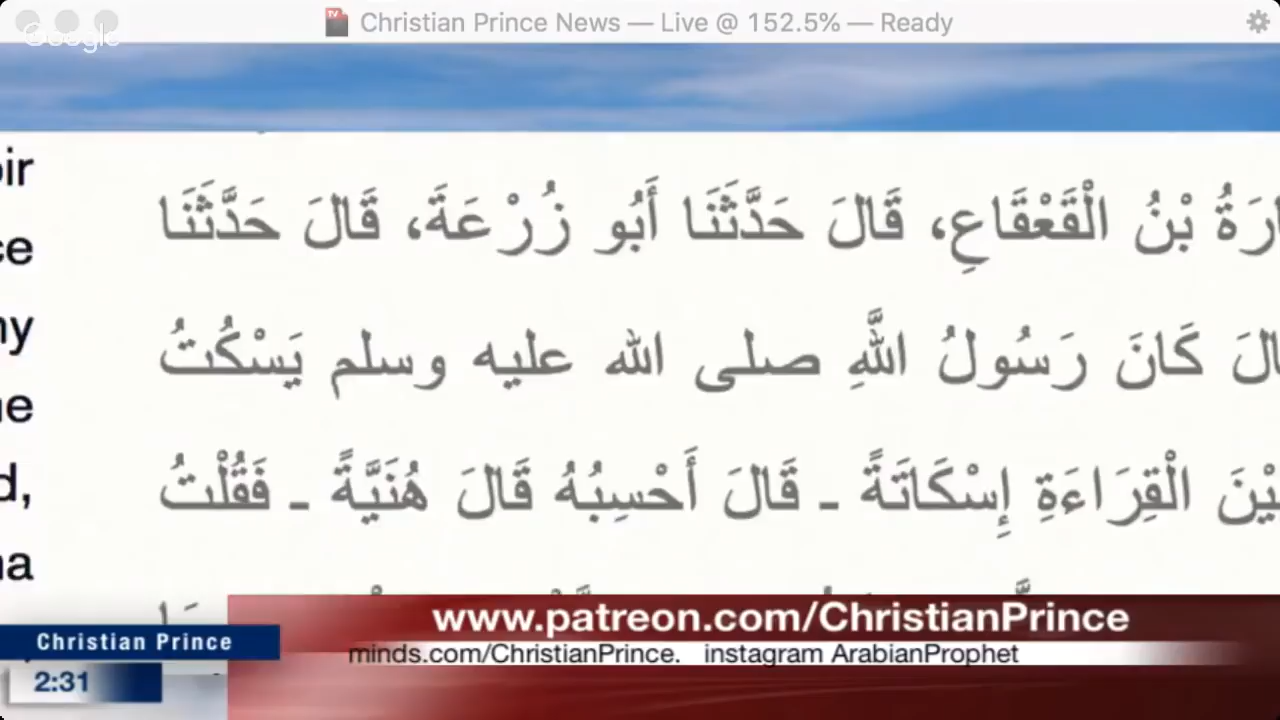 Christian Prince News — Live @ 152.5% — Ready
Google
ارَةُ بْنُ الْقَعْقَاعِ، قَالَ حَدَّثَنَا أَبُو زُرْعَةَ، قَالَ حَدَّثَنَا
الَ كَانَ رَسُولُ اللَّهِ صلى الله عليه وسلم يَسْكُتُ
يْنَ الْقِرَاءَةِ إِسْكَاتَةً ـ قَالَ أَحْسِبُهُ قَالَ هُنَيَّةً ـ فَقُلْتُ
www.patreon.com/ChristianPrince
Christian Prince
minds.com/ChristianPrince. instagram ArabianProphet
2:31